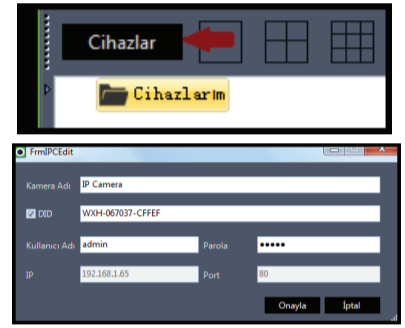 Cihazlar
Cihazlarım
FrmIPCEdit
Kamera Adı IP Camera
DID WXH-067037-CFFEF
Kullanıcı Adı admin Parola •••••
IP 192.168.1.65 Port 80
Onayla İptal